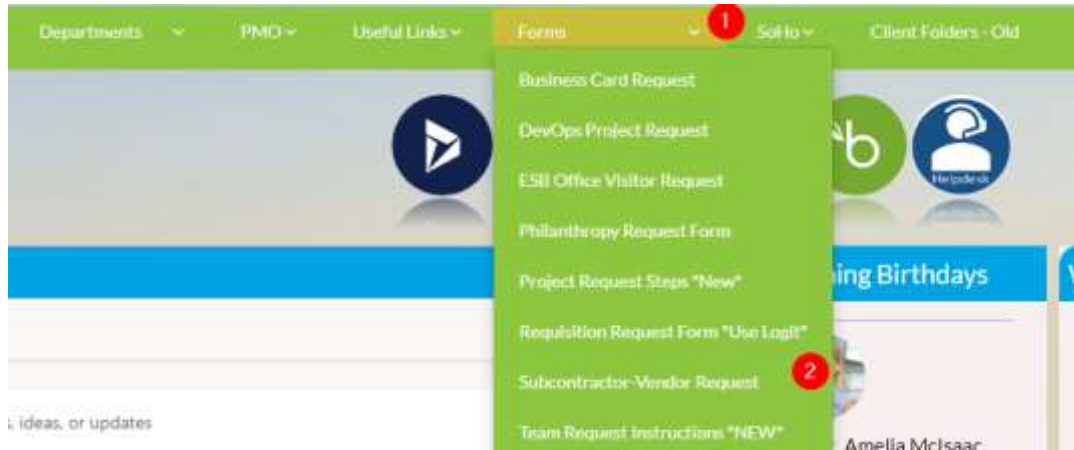 Departments PMO Useful Links Forms 1 SoHo Client Folders - Old
Business Card Request
DevOps Project Request
ESB Office Visitor Request
Philanthropy Request Form
Project Request Steps "New"
Requisition Request Form "Use LogIt"
Subcontractor-Vendor Request 2
Team Request Instructions "NEW"
b
Helpdesk
ing Birthdays
Amelia McIsaac
, ideas, or updates